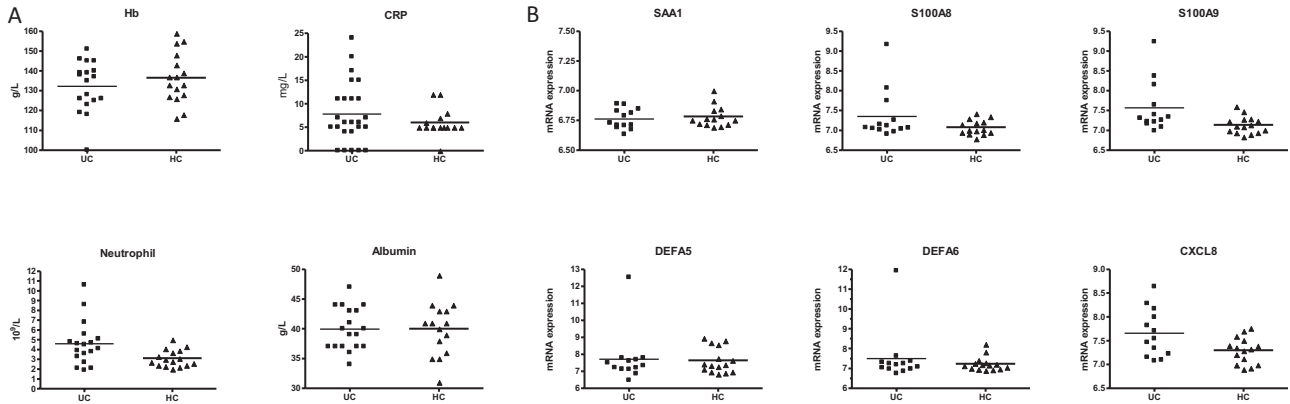 A
B
Hb
g/L
160
150
140
130
120
110
100
UC
HC
CRP
mg/L
25
20
15
10
5
0
UC
HC
SAA1
mRNA expression
7.50
7.25
7.00
6.75
6.50
UC
HC
S100A8
mRNA expression
9.5
9.0
8.5
8.0
7.5
7.0
6.5
UC
HC
S100A9
mRNA expression
9.5
9.0
8.5
8.0
7.5
7.0
6.5
UC
HC
Neutrophil
10⁹/L
12
11
10
9
8
7
6
5
4
3
2
1
0
UC
HC
Albumin
g/L
50
45
40
35
30
UC
HC
DEFA5
mRNA expression
13
12
11
10
9
8
7
6
UC
HC
DEFA6
mRNA expression
12
11
10
9
8
7
6
UC
HC
CXCL8
mRNA expression
9.0
8.5
8.0
7.5
7.0
6.5
UC
HC